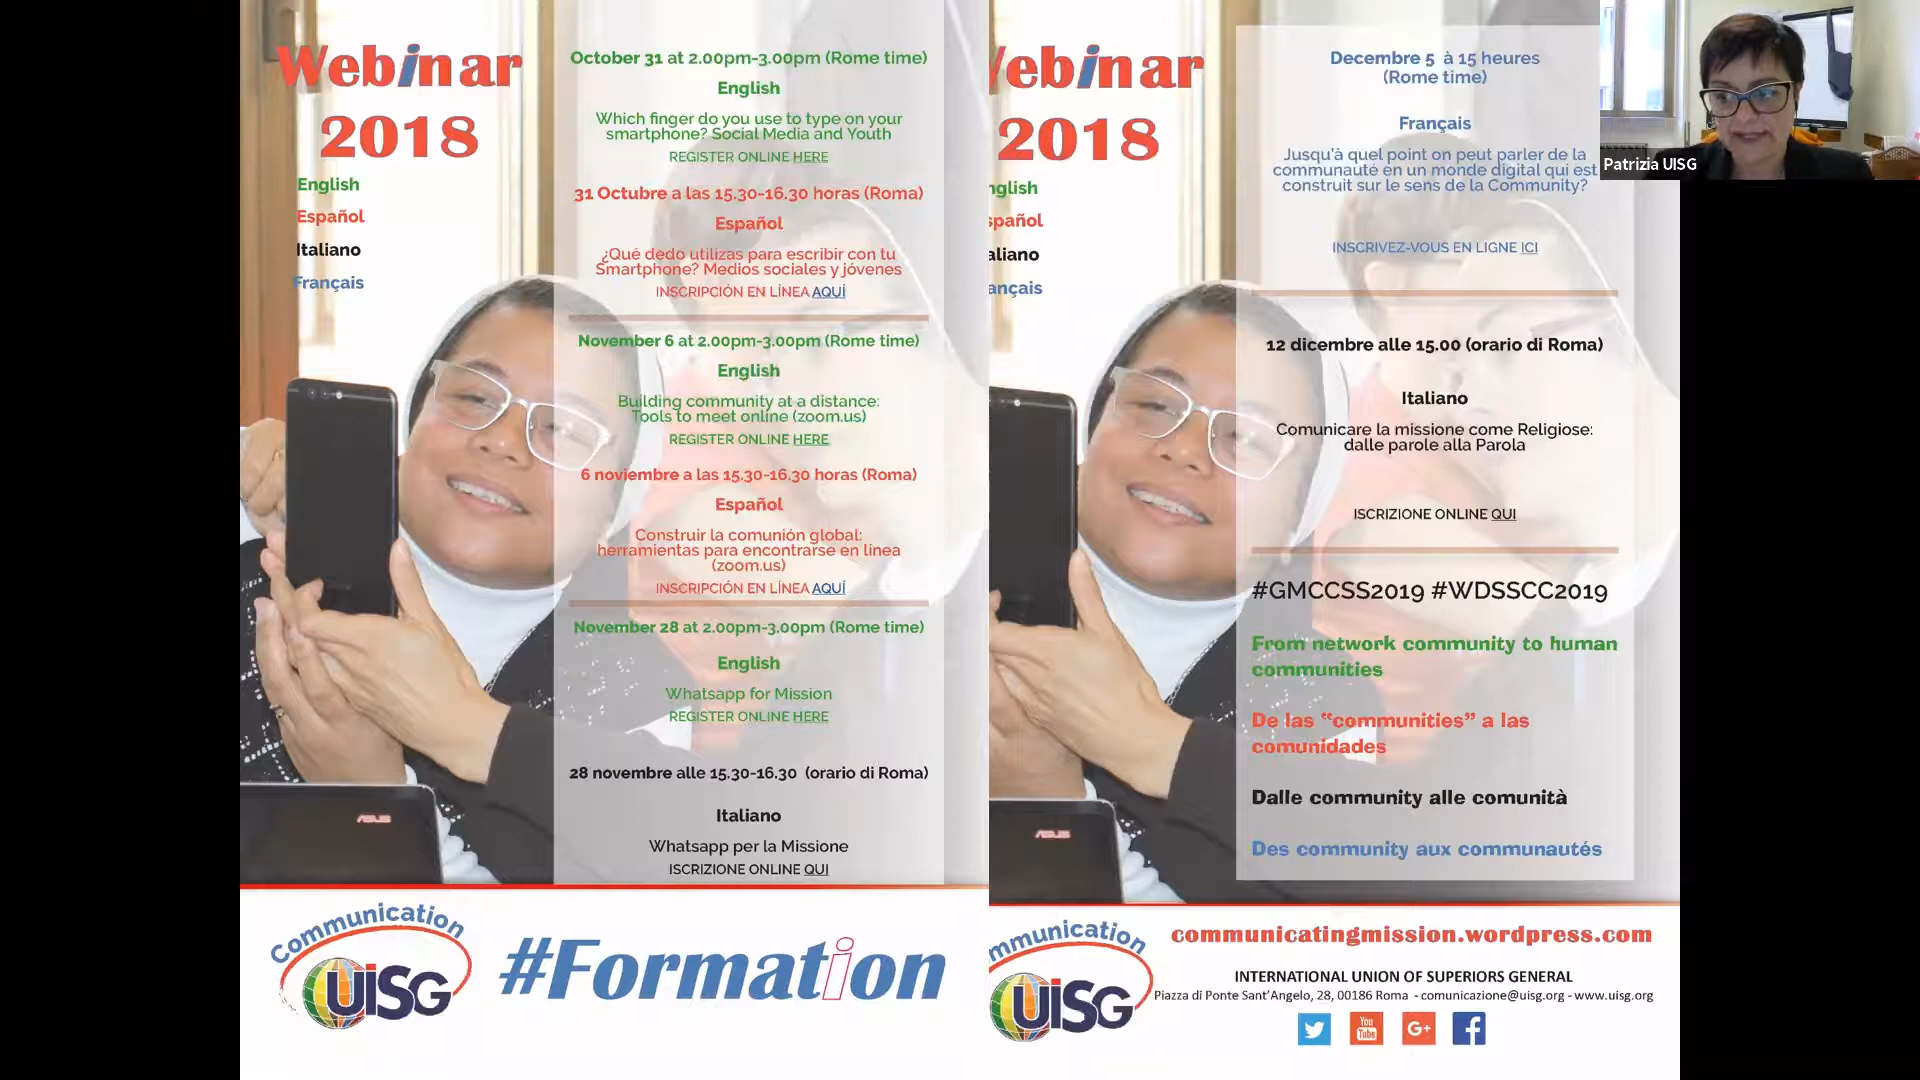 Webinar
2018
English
Español
Italiano
Français
October 31 at 2.00pm-3.00pm (Rome time)
English
Which finger do you use to type on your
smartphone? Social Media and Youth
REGISTER ONLINE HERE
31 Octubre a las 15.30-16.30 horas (Roma)
Español
¿Qué dedo utilizas para escribir con tu
Smartphone? Medios sociales y jóvenes
INSCRIPCIÓN EN LÍNEA AQUÍ
November 6 at 2.00pm-3.00pm (Rome time)
English
Building community at a distance:
Tools to meet online (zoom.us)
REGISTER ONLINE HERE
6 noviembre a las 15.30-16.30 horas (Roma)
Español
Construir la comunión global:
herramientas para encontrarse en línea
(zoom.us)
INSCRIPCIÓN EN LÍNEA AQUÍ
November 28 at 2.00pm-3.00pm (Rome time)
English
Whatsapp for Mission
REGISTER ONLINE HERE
28 novembre alle 15.30-16.30 (orario di Roma)
Italiano
Whatsapp per la Missione
ISCRIZIONE ONLINE QUI
ASUS
Communication
UISG
#Formation
ebinar
2018
nglish
spañol
aliano
ançais
Decembre 5 à 15 heures
(Rome time)
Français
Jusqu'à quel point on peut parler de la
communauté en un monde digital qui est
construit sur le sens de la Community?
INSCRIVEZ-VOUS EN LIGNE ICI
12 dicembre alle 15.00 (orario di Roma)
Italiano
Comunicare la missione come Religiose:
dalle parole alla Parola
ISCRIZIONE ONLINE QUI
#GMCCSS2019 #WDSSCC2019
From network community to human
communities
De las "communities" a las
comunidades
Dalle community alle comunità
Des community aux communautés
ASUS
mmunication
UISG
communicatingmission.wordpress.com
INTERNATIONAL UNION OF SUPERIORS GENERAL
Piazza di Ponte Sant'Angelo, 28, 00186 Roma - comunicazione@uisg.org - www.uisg.org
You
Tube
G+
Patrizia UISG